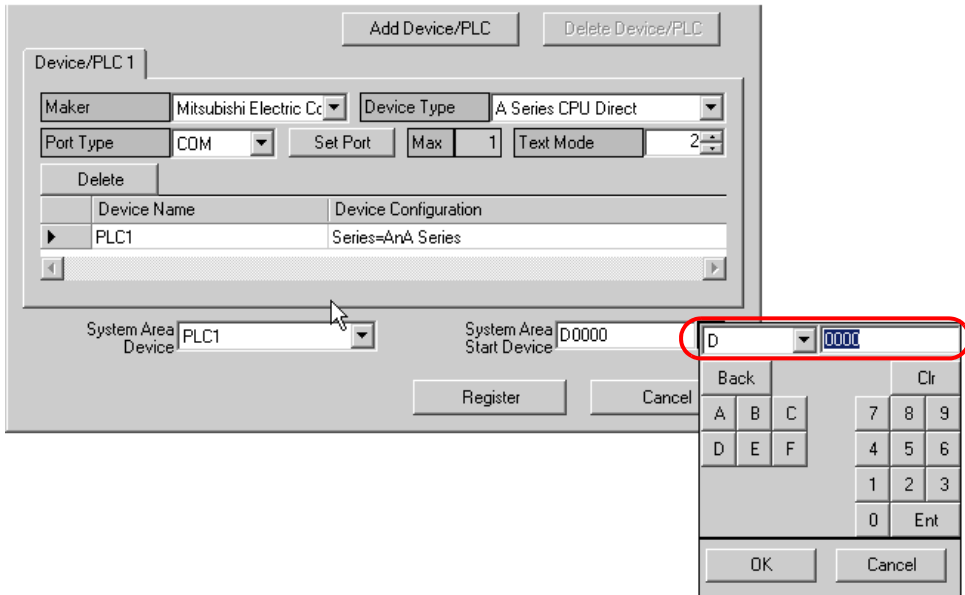 Add Device/PLC Delete Device/PLC
Device/PLC 1
Maker Mitsubishi Electric Cc Device Type A Series CPU Direct
Port Type COM Set Port Max 1 Text Mode 2
Delete
Device Name Device Configuration
PLC1 Series=AnA Series
System Area Device PLC1 System Area Start Device D0000
D 0000
Back Clr
A B C 7 8 9
D E F 4 5 6
1 2 3
0 Ent
Register Cancel
OK Cancel